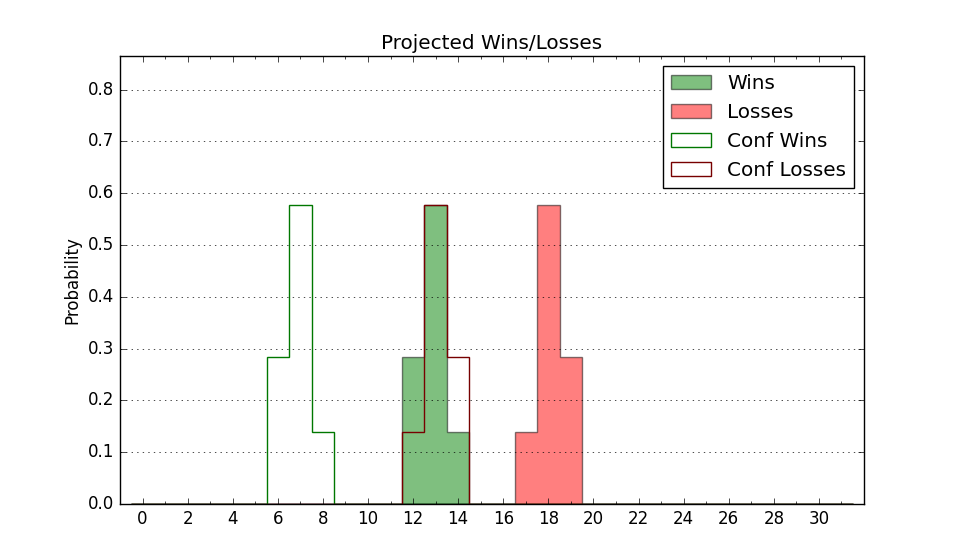 Projected Wins/Losses
Wins
Losses
Conf Wins
Conf Losses
Probability
0.8
0.7
0.6
0.5
0.4
0.3
0.2
0.1
0.0
0 2 4 6 8 10 12 14 16 18 20 22 24 26 28 30